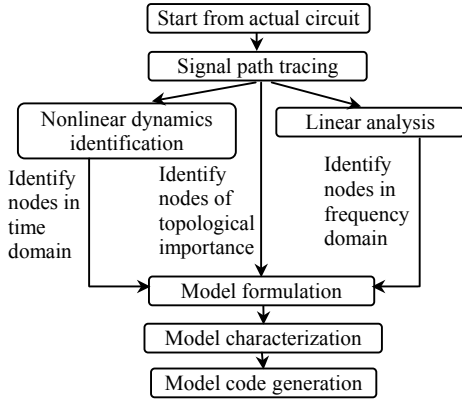 Start from actual circuit
Signal path tracing
Nonlinear dynamics
identification
Linear analysis
Identify
nodes in
time
domain
Identify
nodes of
topological
importance
Identify
nodes in
frequency
domain
Model formulation
Model characterization
Model code generation